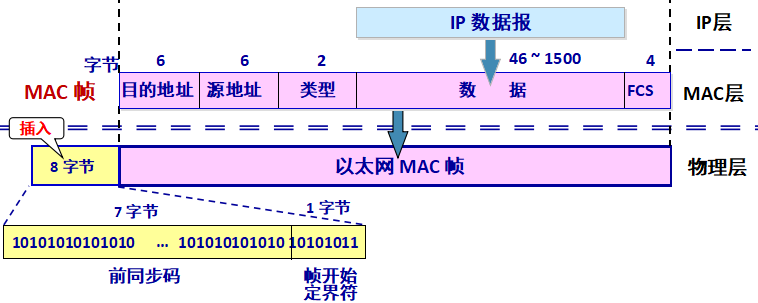 IP 数据报
IP层
字节 6 6 2 46 ~ 1500 4
MAC 帧 目的地址 源地址 类型 数 据 FCS MAC层
插入
8 字节 以太网 MAC 帧 物理层
7 字节 1 字节
10101010101010 ... 101010101010 10101011
前同步码 帧开始
定界符